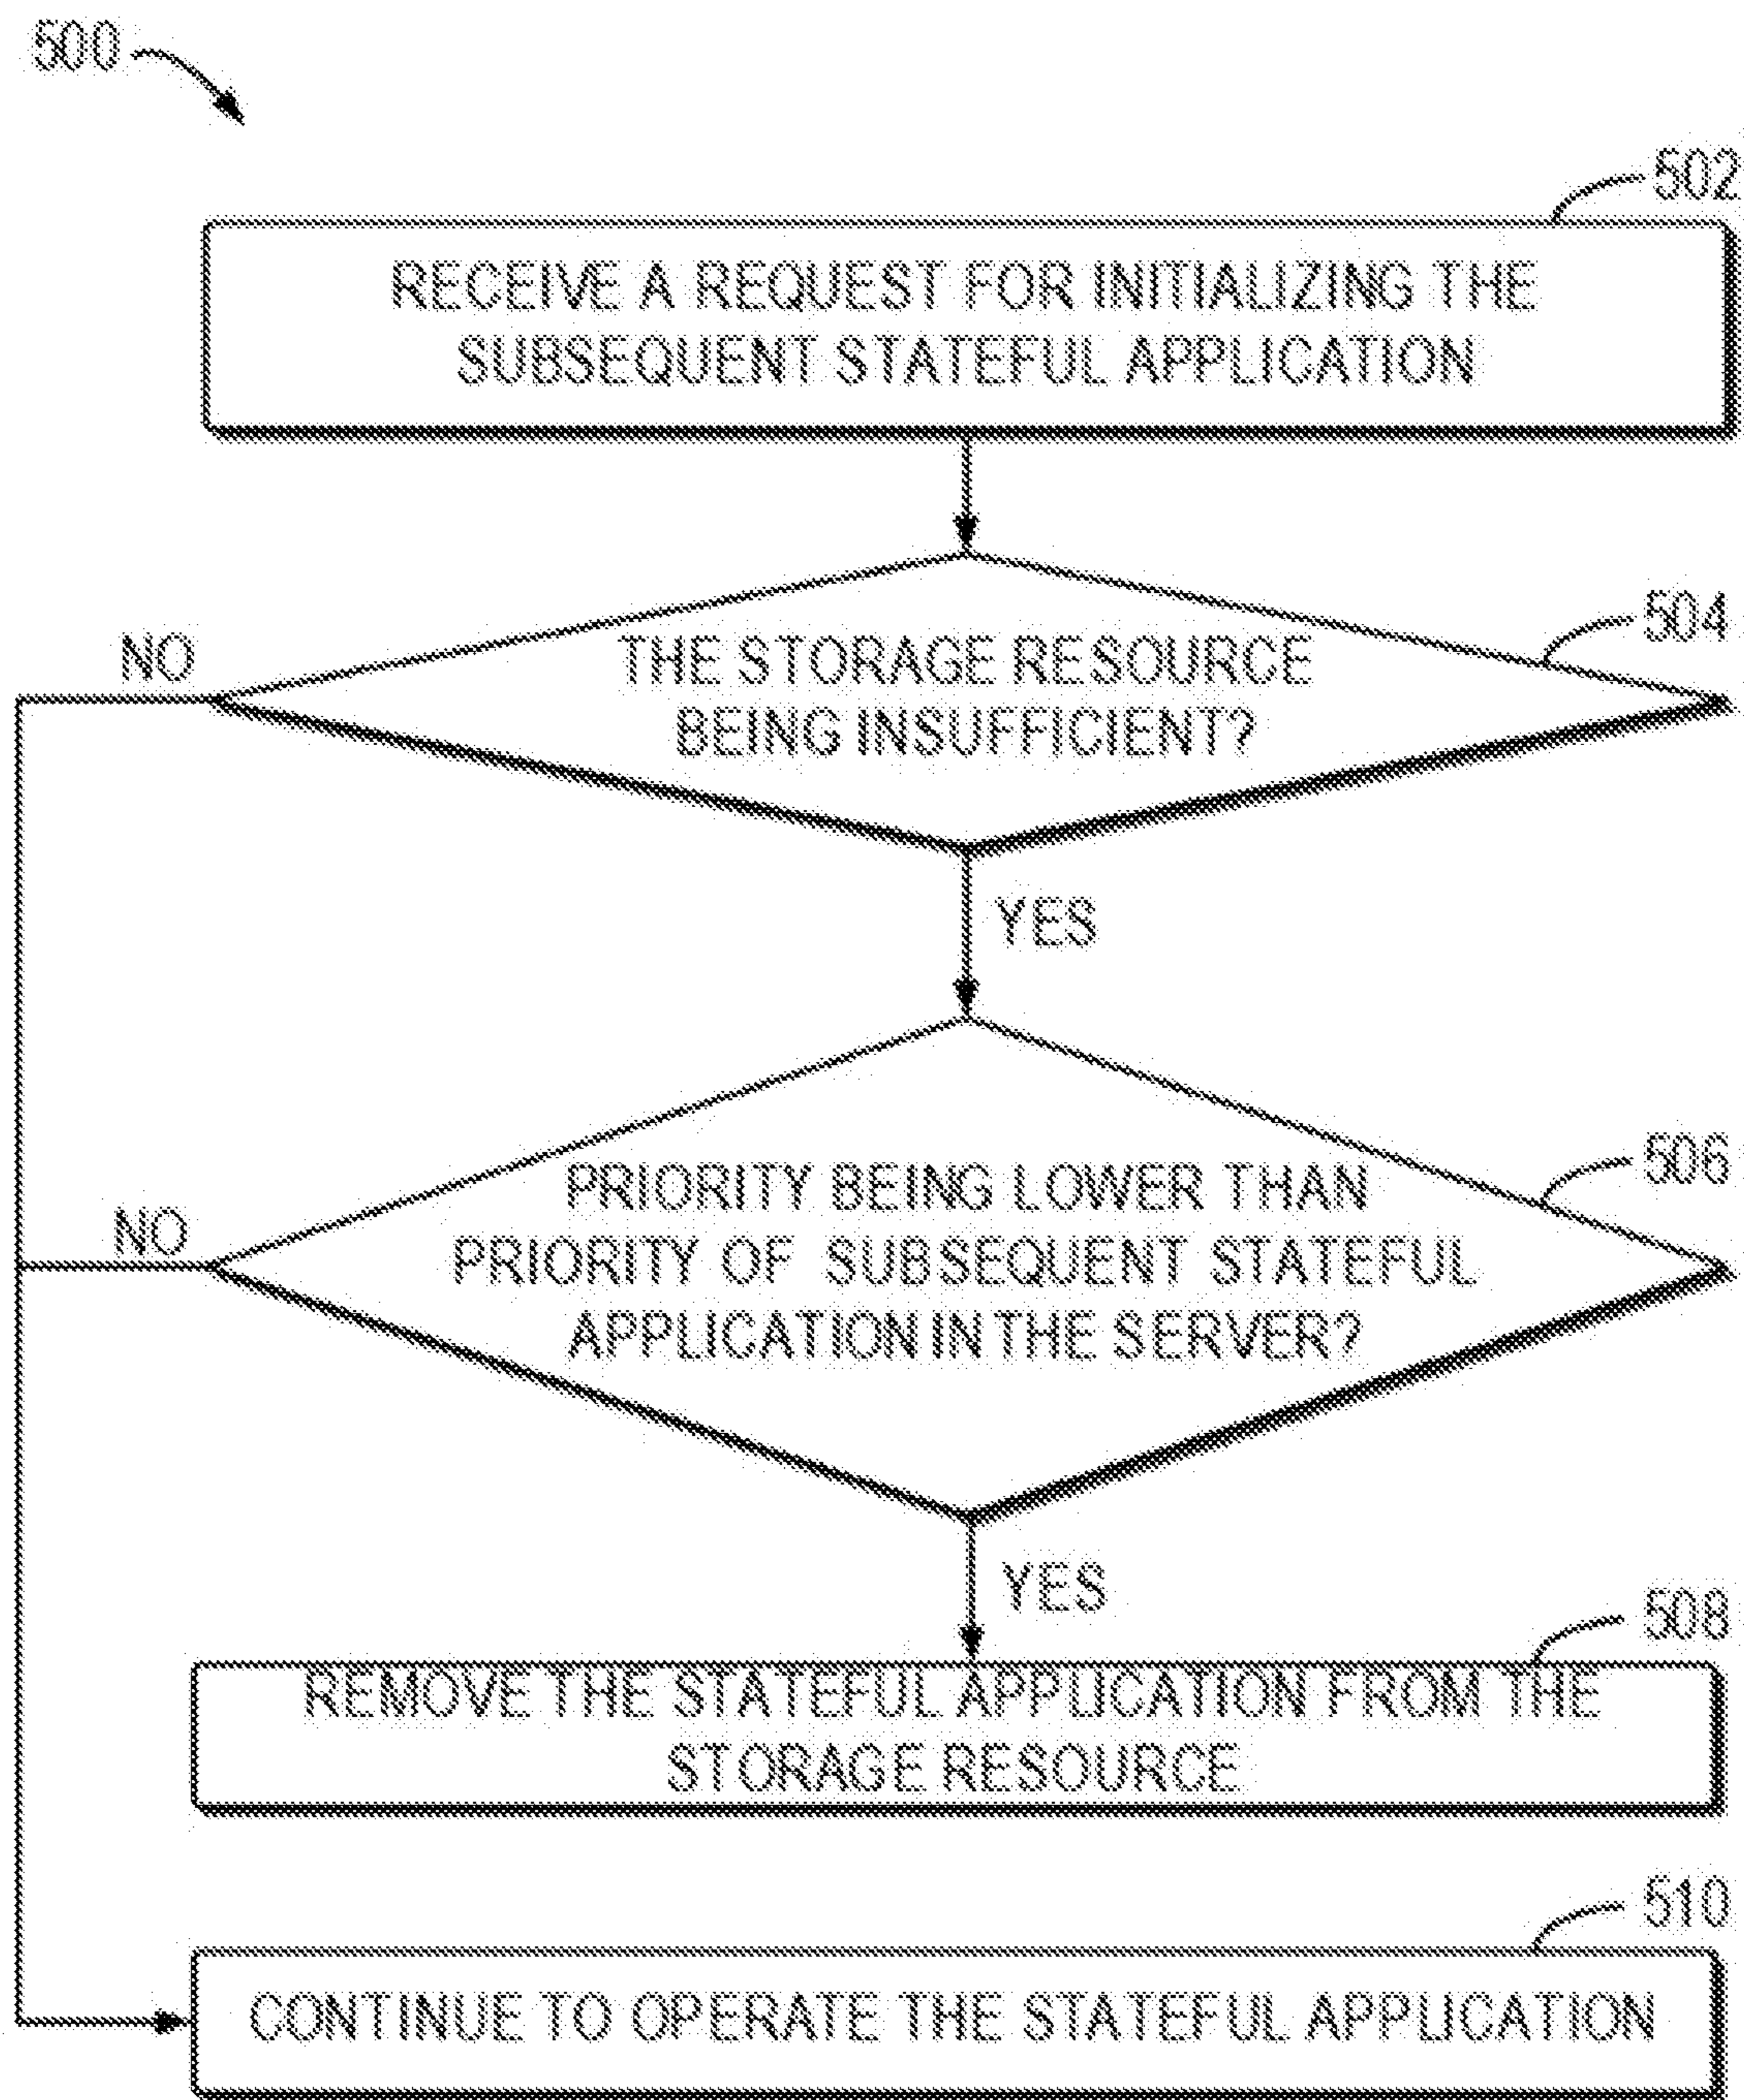 500
502
RECEIVE A REQUEST FOR INITIALIZING THE
SUBSEQUENT STATEFUL APPLICATION
504
NO
THE STORAGE RESOURCE
BEING INSUFFICIENT?
YES
506
NO
PRIORITY BEING LOWER THAN
PRIORITY OF SUBSEQUENT STATEFUL
APPLICATION IN THE SERVER?
YES
508
REMOVE THE STATEFUL APPLICATION FROM THE
STORAGE RESOURCE
510
CONTINUE TO OPERATE THE STATEFUL APPLICATION